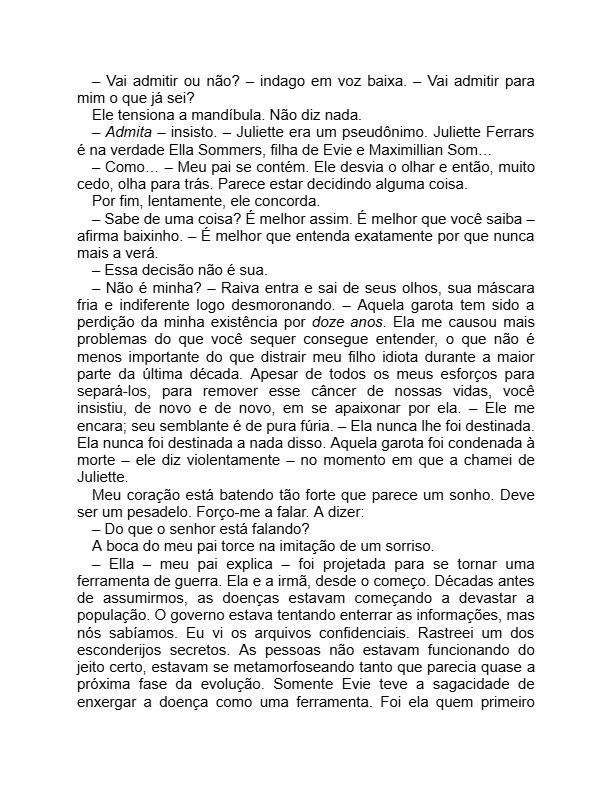 – Vai admitir ou não? – indago em voz baixa. – Vai admitir para
mim o que já sei?
Ele tensiona a mandíbula. Não diz nada.
– Admita – insisto. – Juliette era um pseudônimo. Juliette Ferrars
é na verdade Ella Sommers, filha de Evie e Maximillian Som…
– Como… – Meu pai se contém. Ele desvia o olhar e então, muito
cedo, olha para trás. Parece estar decidindo alguma coisa.
Por fim, lentamente, ele concorda.
– Sabe de uma coisa? É melhor assim. É melhor que você saiba –
afirma baixinho. – É melhor que entenda exatamente por que nunca
mais a verá.
– Essa decisão não é sua.
– Não é minha? – Raiva entra e sai de seus olhos, sua máscara
fria e indiferente logo desmoronando. – Aquela garota tem sido a
perdição da minha existência por doze anos. Ela me causou mais
problemas do que você sequer consegue entender, o que não é
menos importante do que distrair meu filho idiota durante a maior
parte da última década. Apesar de todos os meus esforços para
separá-los, para remover esse câncer de nossas vidas, você
insistiu, de novo e de novo, em se apaixonar por ela. – Ele me
encara; seu semblante é de pura fúria. – Ela nunca lhe foi destinada.
Ela nunca foi destinada a nada disso. Aquela garota foi condenada à
morte – ele diz violentamente – no momento em que a chamei de
Juliette.
Meu coração está batendo tão forte que parece um sonho. Deve
ser um pesadelo. Forço-me a falar. A dizer:
– Do que o senhor está falando?
A boca do meu pai torce na imitação de um sorriso.
– Ella – meu pai explica – foi projetada para se tornar uma
ferramenta de guerra. Ela e a irmã, desde o começo. Décadas antes
de assumirmos, as doenças estavam começando a devastar a
população. O governo estava tentando enterrar as informações, mas
nós sabíamos. Eu vi os arquivos confidenciais. Rastreei um dos
esconderijos secretos. As pessoas não estavam funcionando do
jeito certo, estavam se metamorfoseando tanto que parecia quase a
próxima fase da evolução. Somente Evie teve a sagacidade de
enxergar a doença como uma ferramenta. Foi ela quem primeiro